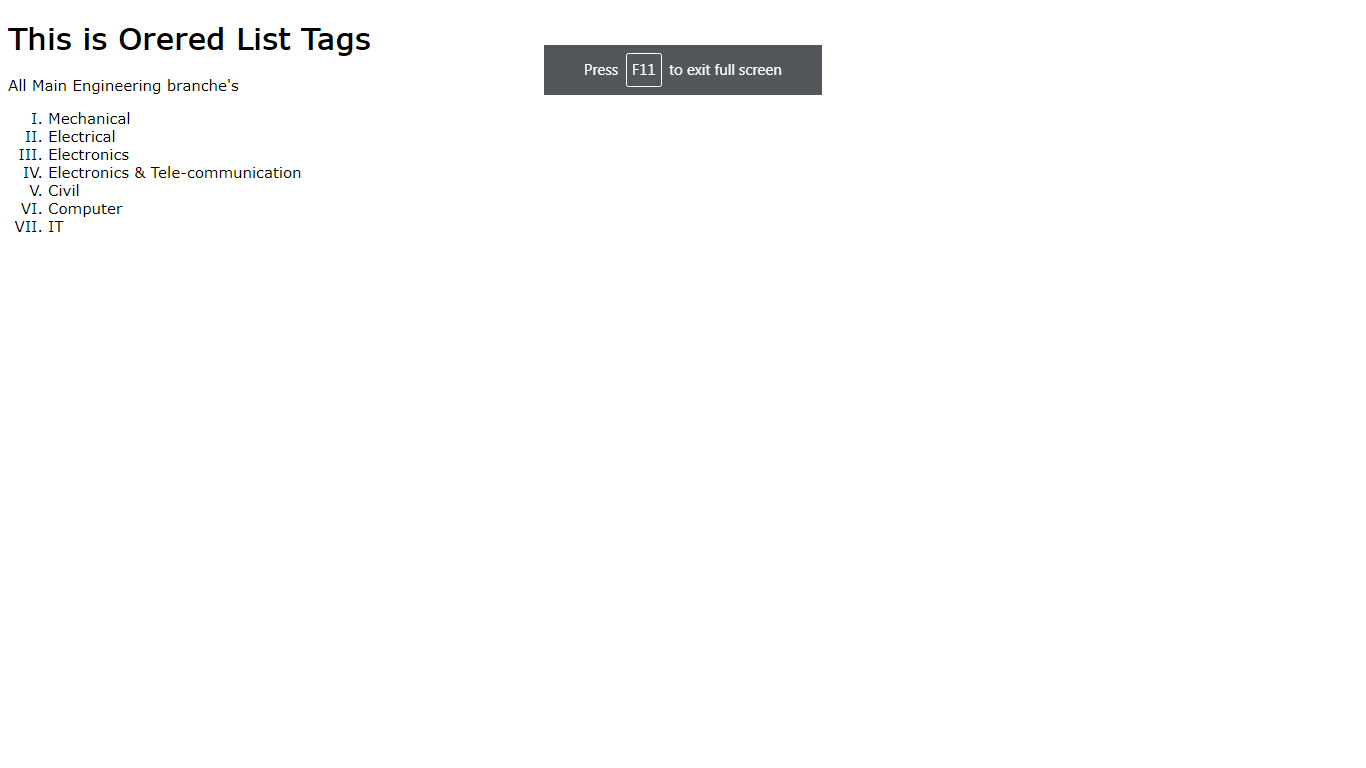 This is Orered List Tags
Press F11 to exit full screen
All Main Engineering branche's
I. Mechanical
II. Electrical
III. Electronics
IV. Electronics & Tele-communication
V. Civil
VI. Computer
VII. IT